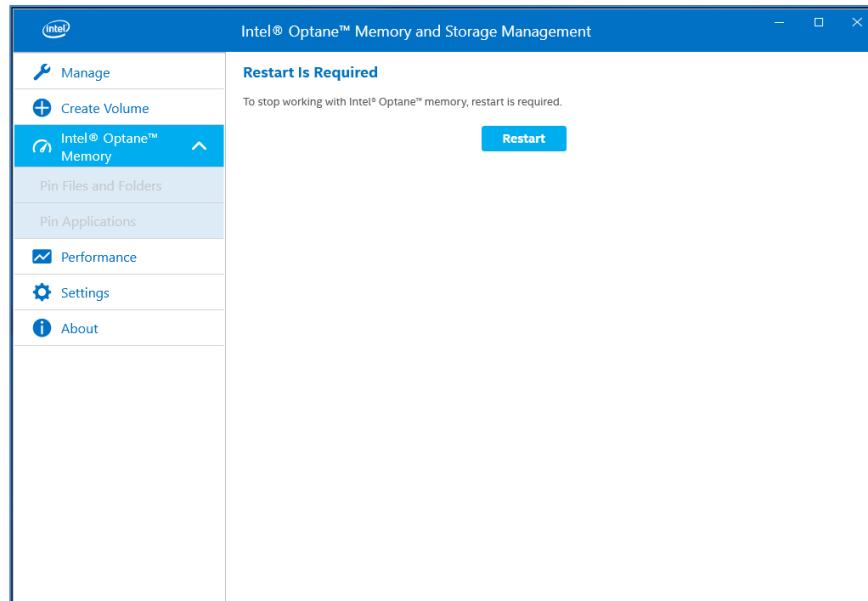 intel
Intel® Optane™ Memory and Storage Management
Manage
Create Volume
Intel® Optane™
Memory
Pin Files and Folders
Pin Applications
Performance
Settings
About
Restart Is Required
To stop working with Intel® Optane™ memory, restart is required.
Restart